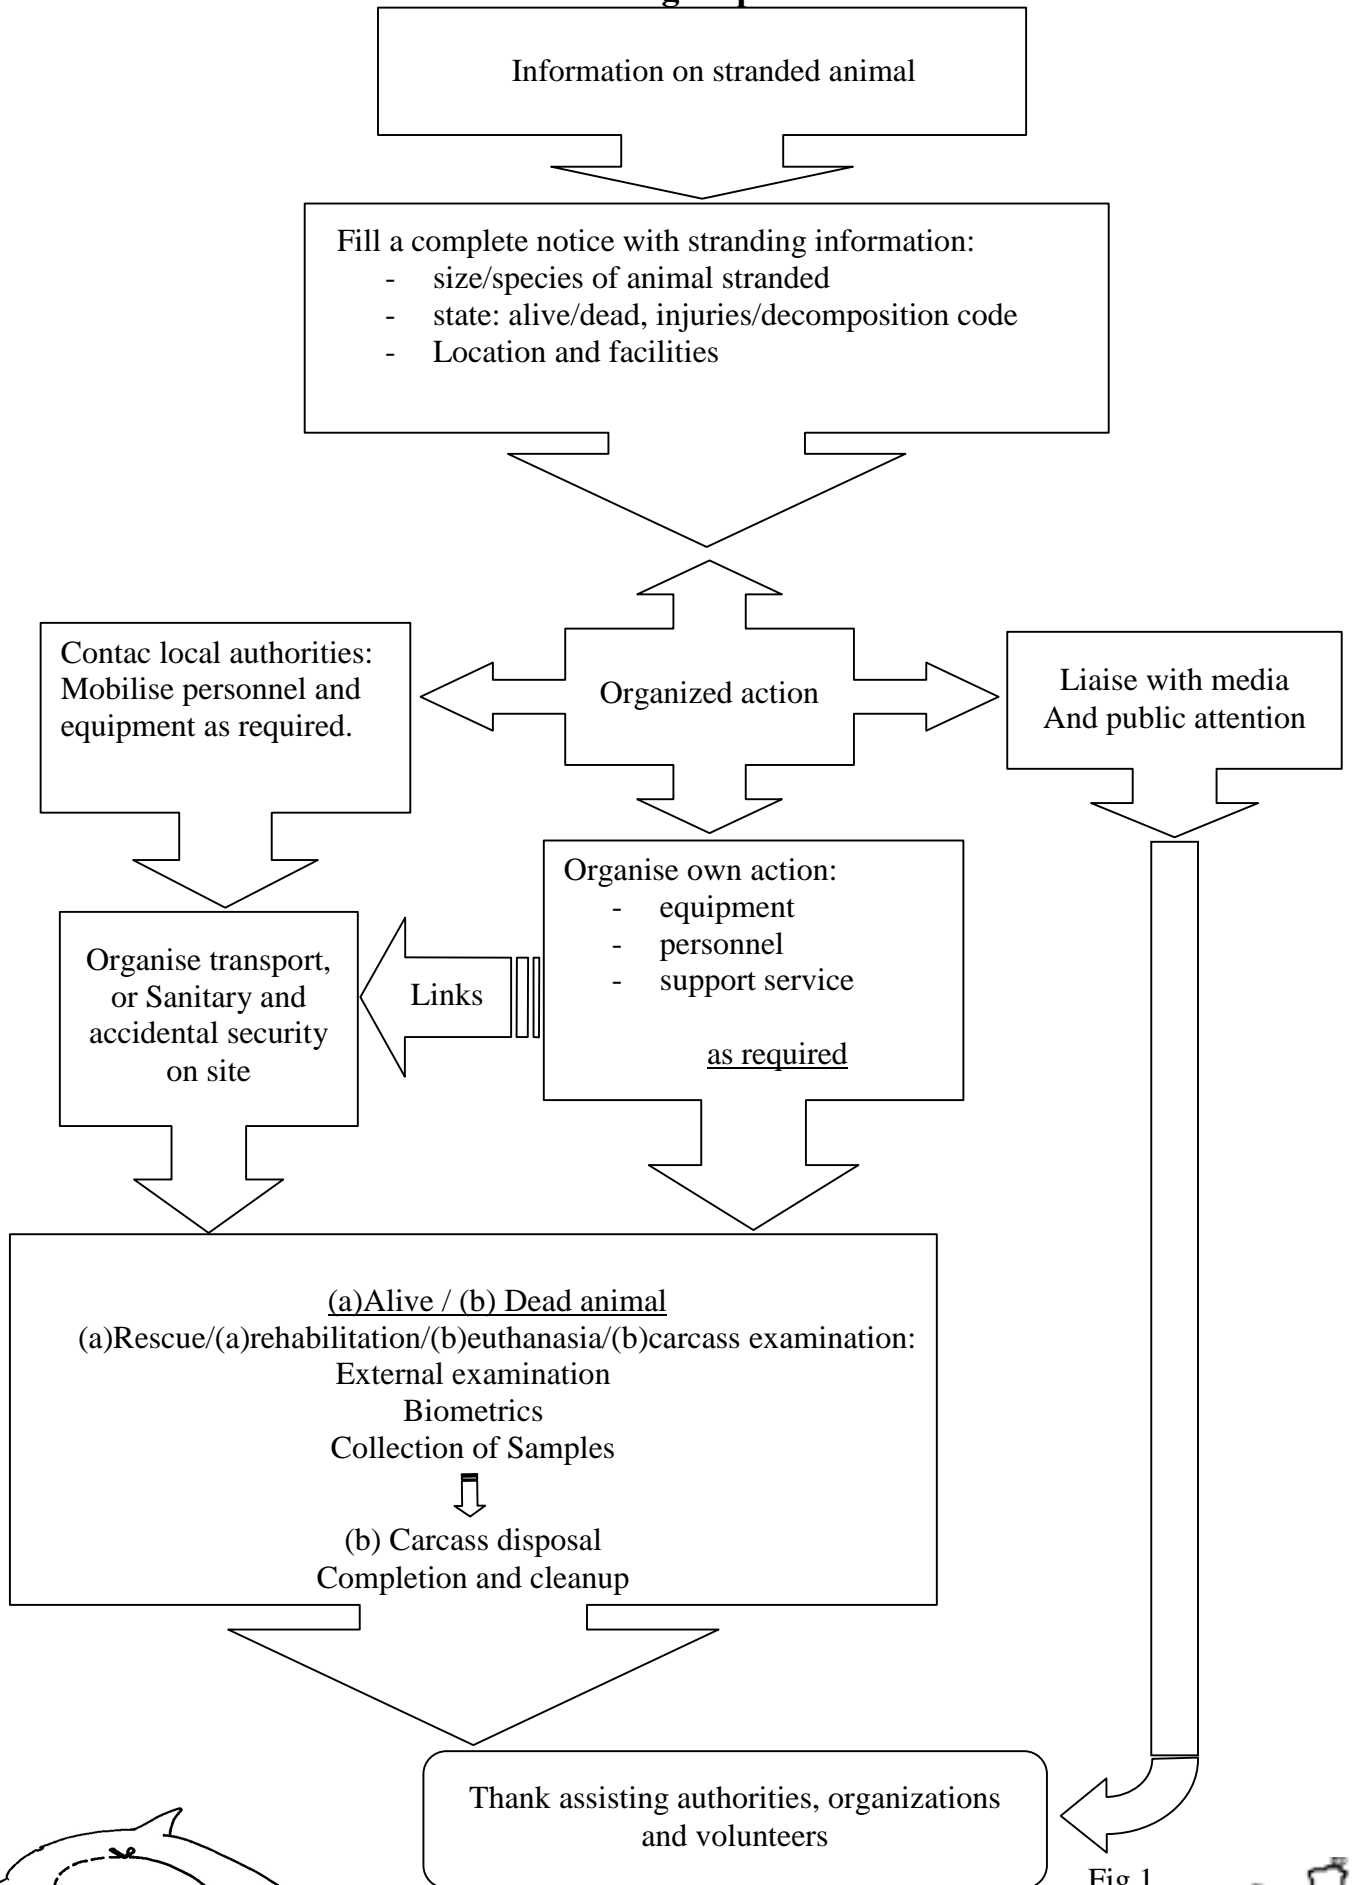 Information on stranded animal
Fill a complete notice with stranding information:
- size/species of animal stranded
- state: alive/dead, injuries/decomposition code
- Location and facilities
Contac local authorities:
Mobilise personnel and
equipment as required.
Organized action
Liaise with media
And public attention
Organise own action:
- equipment
- personnel
- support service
as required
Organise transport,
or Sanitary and
accidental security
on site
Links
(a)Alive / (b) Dead animal
(a)Rescue/(a)rehabilitation/(b)euthanasia/(b)carcass examination:
External examination
Biometrics
Collection of Samples
(b) Carcass disposal
Completion and cleanup
Thank assisting authorities, organizations
and volunteers
Fig 1